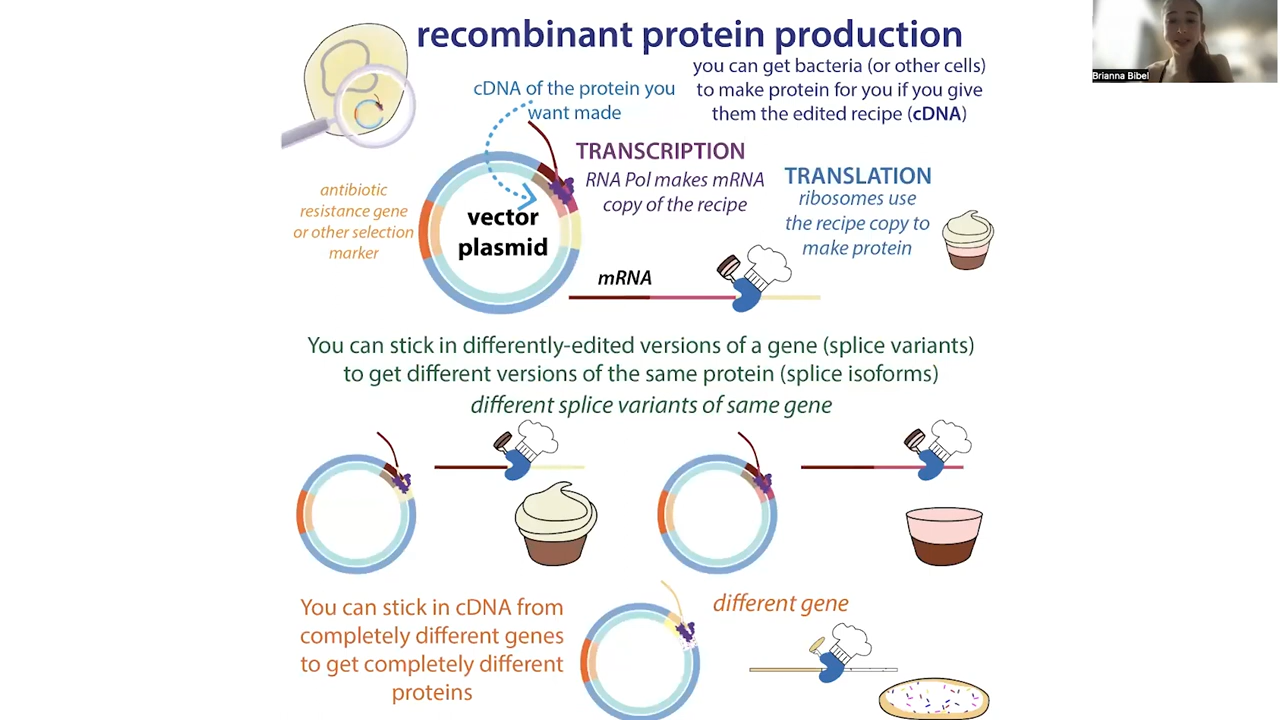 recombinant protein production
you can get bacteria (or other cells)
to make protein for you if you give
them the edited recipe (cDNA)
cDNA of the protein you
want made
TRANSCRIPTION
RNA Pol makes mRNA
copy of the recipe
TRANSLATION
ribosomes use
the recipe copy to
make protein
antibiotic
resistance gene
or other selection
marker
vector
plasmid
mRNA
You can stick in differently-edited versions of a gene (splice variants)
to get different versions of the same protein (splice isoforms)
different splice variants of same gene
You can stick in cDNA from
completely different genes
to get completely different
proteins
different gene
Brianna Bibel